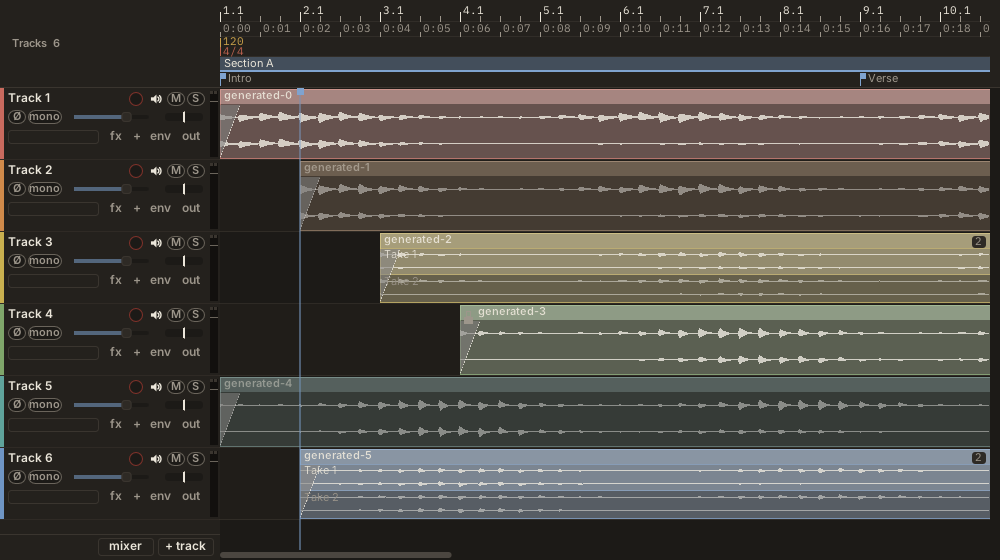 1.1 2.1 3.1 4.1 5.1 6.1 7.1 8.1 9.1 10.1
0:00 0:01 0:02 0:03 0:04 0:05 0:06 0:07 0:08 0:09 0:10 0:11 0:12 0:13 0:14 0:15 0:16 0:17 0:18 0
Tracks 6
120
4/4
Section A
Intro Verse
Track 1 M S
Ø mono
fx + env out
generated-0
Track 2 M S
Ø mono
fx + env out
generated-1
Track 3 M S
Ø mono
fx + env out
generated-2 2
Take 1
Take 2
Track 4 M S
Ø mono
fx + env out
generated-3
Track 5 M S
Ø mono
fx + env out
generated-4
Track 6 M S
Ø mono
fx + env out
generated-5 2
Take 1
Take 2
mixer + track